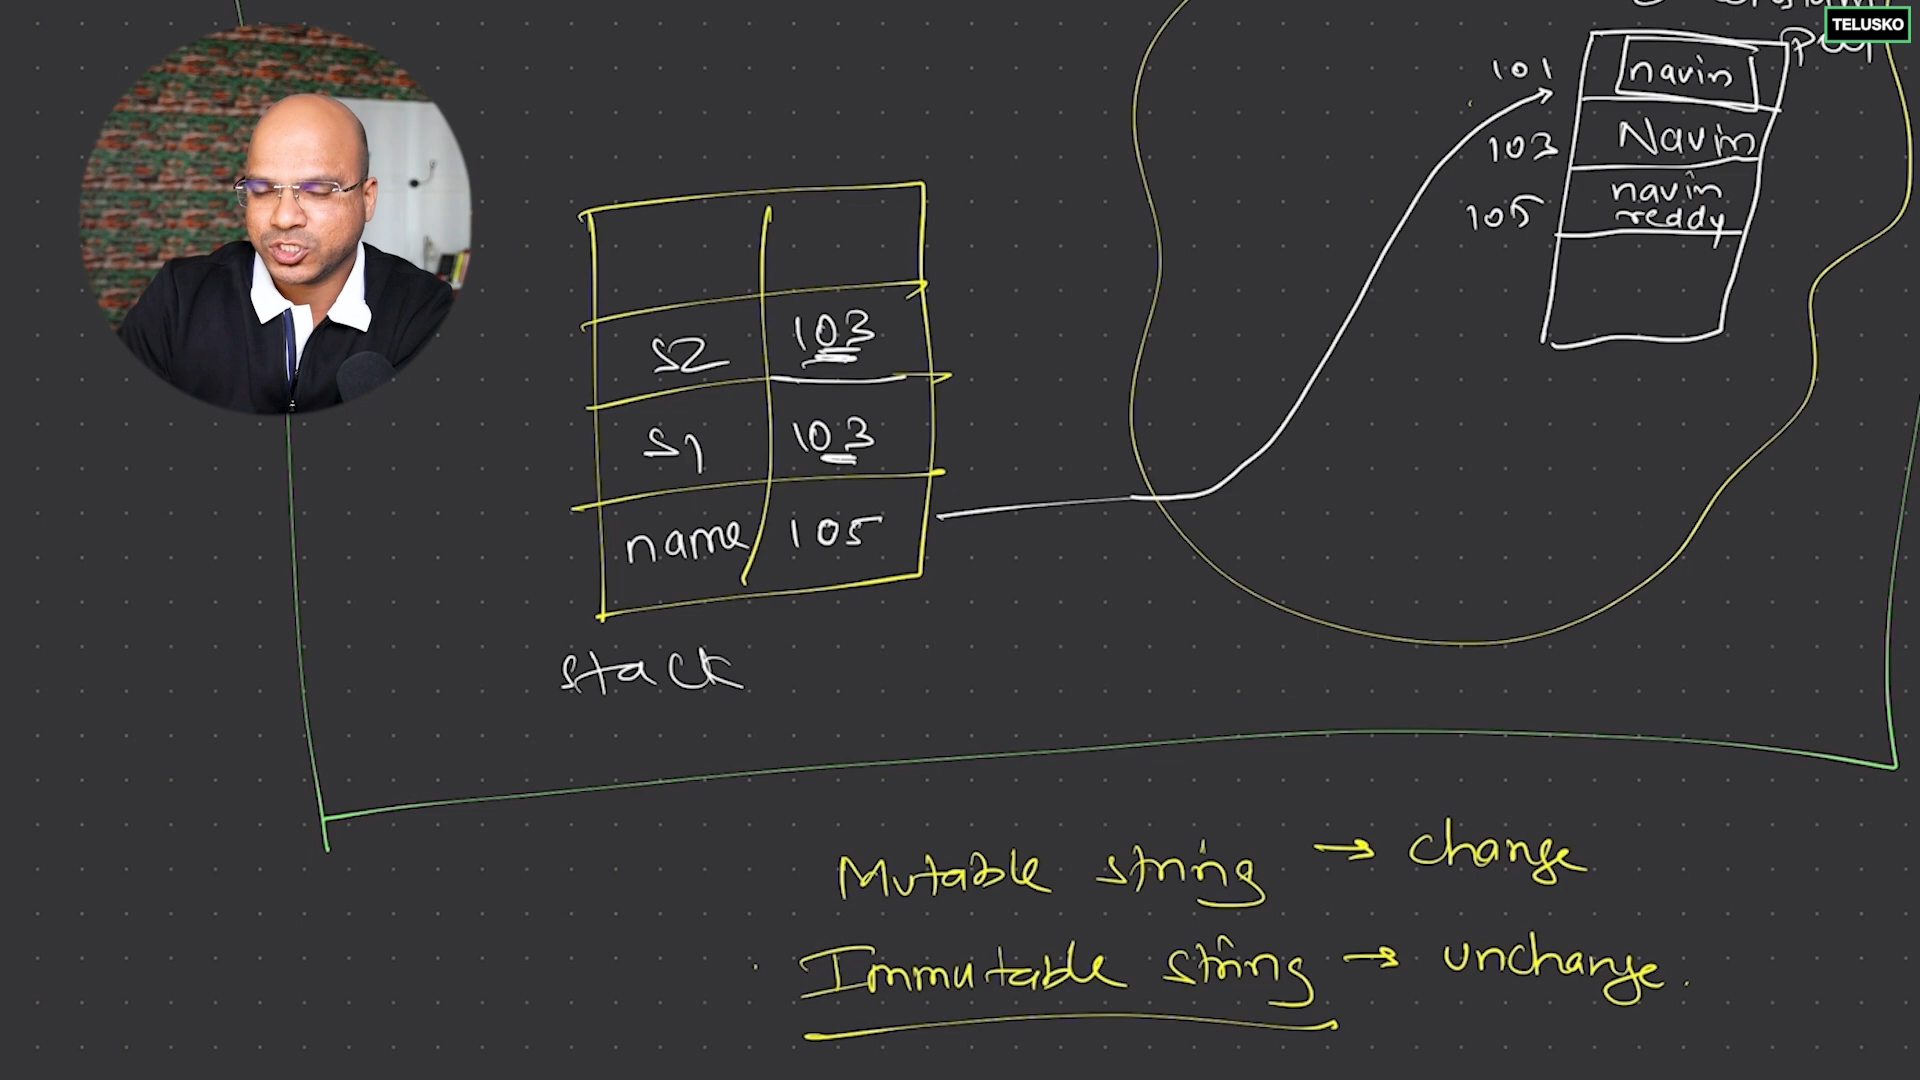 TELUSKO
101 navin
103 Navin
105 navin
reddy
s2 103
s1 103
name 105
stack
Mutable string → change
Immutable string → unchange.